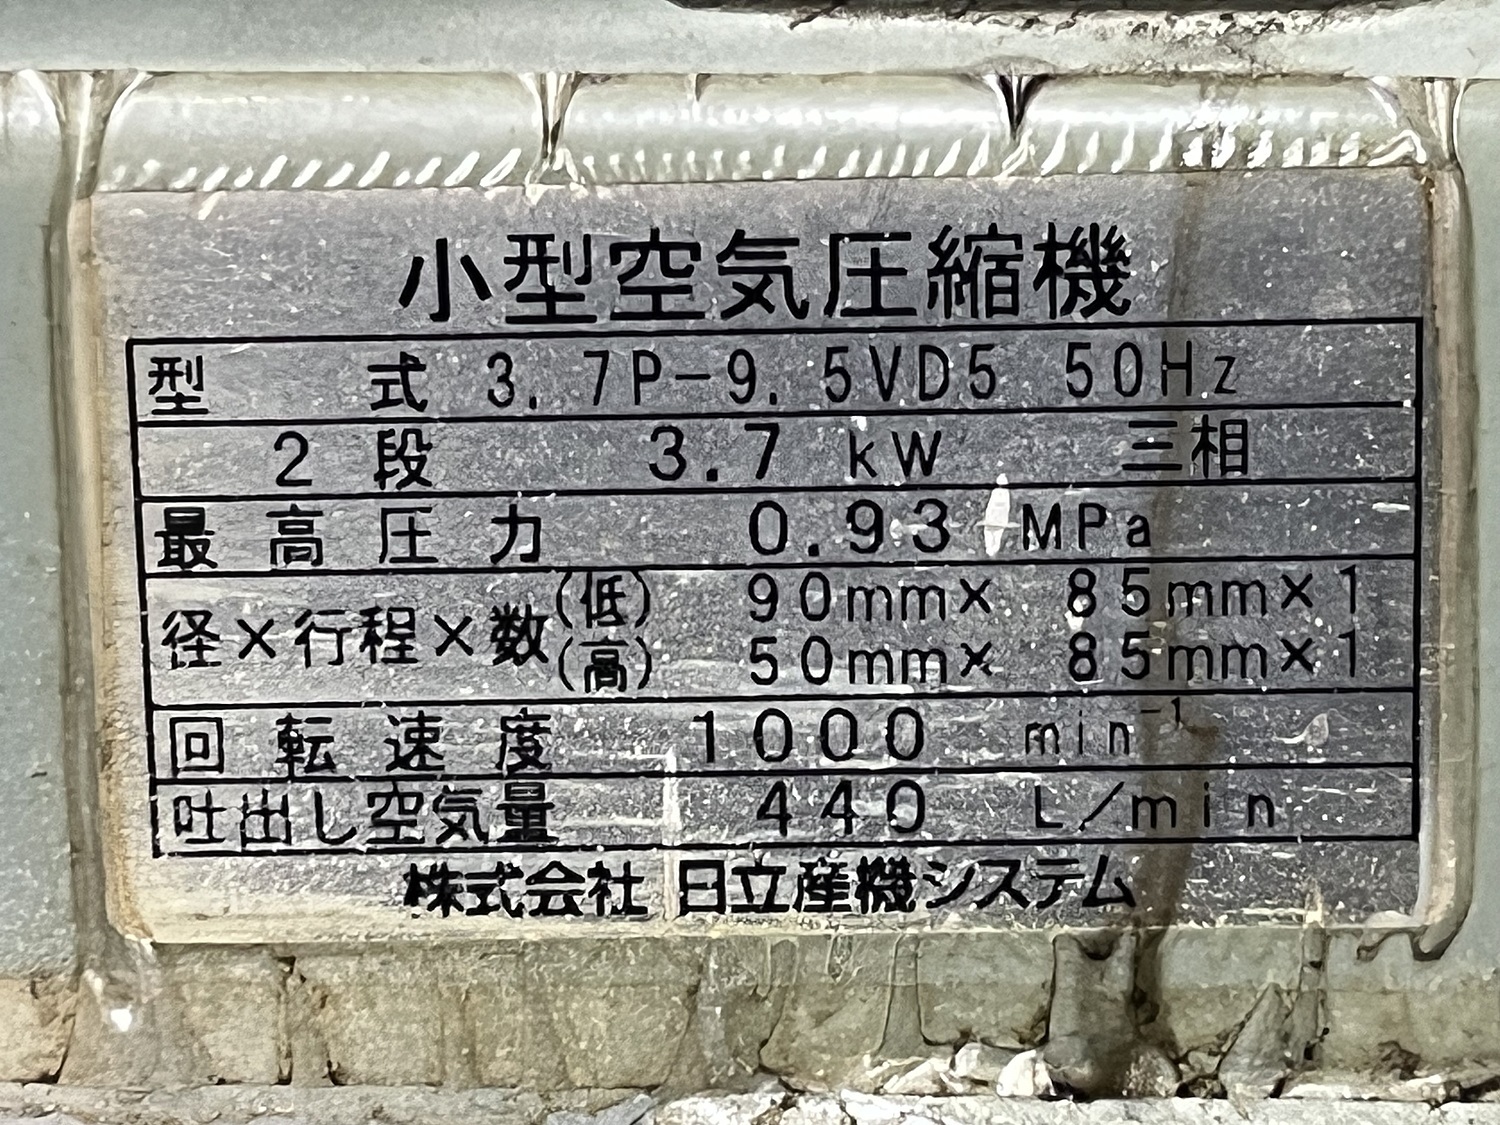 小型空気圧縮機
型式 3.7P-9.5VD5 50Hz
2段 3.7 kW 三相
最高圧力 0.93 MPa
径×行程×数 (低) 90mm× 85mm×1
(高) 50mm× 85mm×1
回転速度 1000 min⁻¹
吐出し空気量 440 L/min
株式会社 日立産機システム